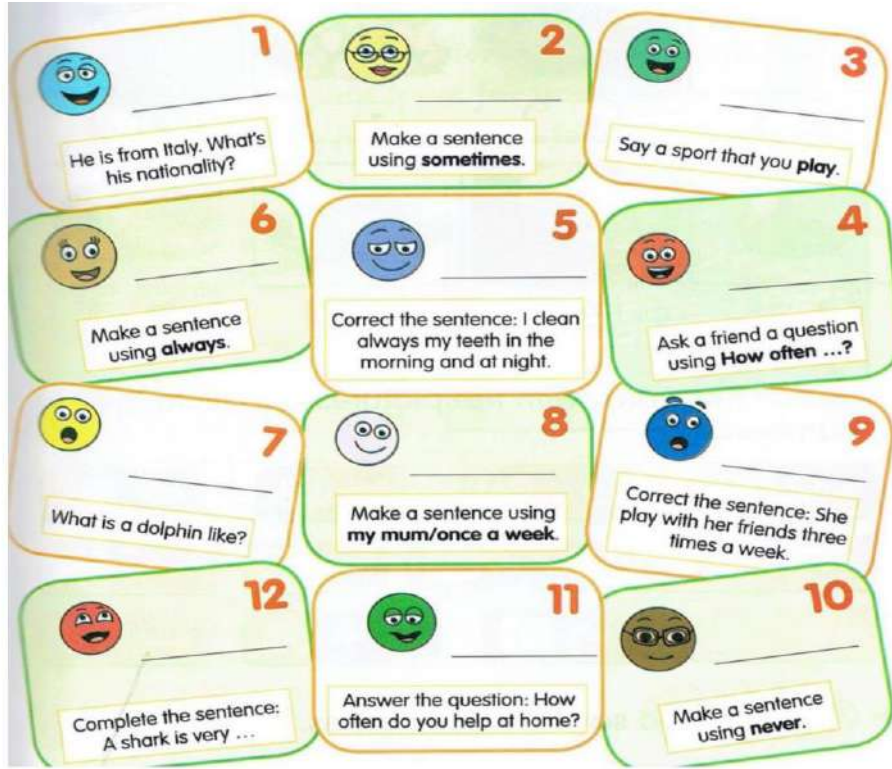 1
He is from Italy. What's
his nationality?
2
Make a sentence
using sometimes.
3
Say a sport that you play.
6
Make a sentence
using always.
5
Correct the sentence: I clean
always my teeth in the
morning and at night.
4
Ask a friend a question
using How often ...?
7
What is a dolphin like?
8
Make a sentence using
my mum/once a week.
9
Correct the sentence: She
play with her friends three
times a week.
12
Complete the sentence:
A shark is very ...
11
Answer the question: How
often do you help at home?
10
Make a sentence
using never.